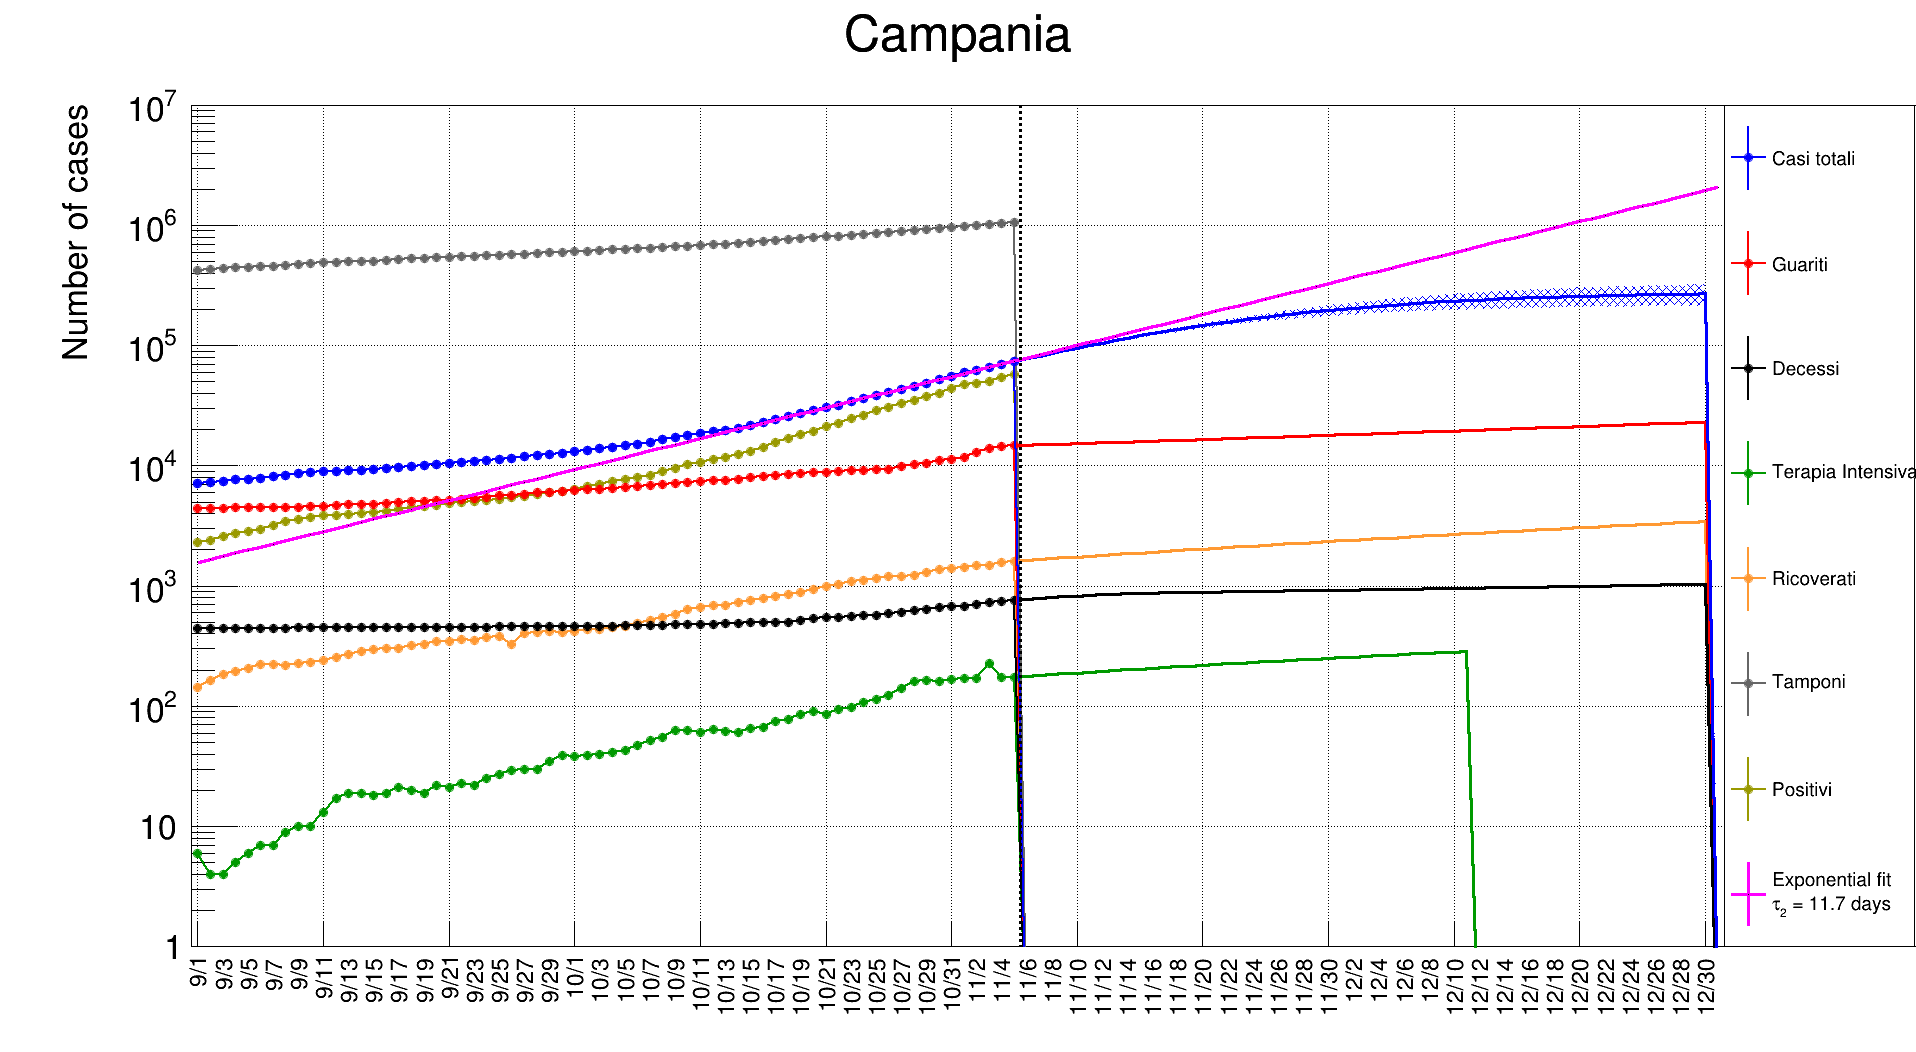 Campania
Number of cases
10^7
10^6
10^5
10^4
10^3
10^2
10
1
9/1 9/3 9/5 9/7 9/9 9/11 9/13 9/15 9/17 9/19 9/21 9/23 9/25 9/27 9/29 10/1 10/3 10/5 10/7 10/9 10/11 10/13 10/15 10/17 10/19 10/21 10/23 10/25 10/27 10/29 10/31 11/2 11/4 11/6 11/8 11/10 11/12 11/14 11/16 11/18 11/20 11/22 11/24 11/26 11/28 11/30 12/2 12/4 12/6 12/8 12/10 12/12 12/14 12/16 12/18 12/20 12/22 12/24 12/26 12/28 12/30
Casi totali
Guariti
Decessi
Terapia Intensiva
Ricoverati
Tamponi
Positivi
Exponential fit
τ_2 = 11.7 days